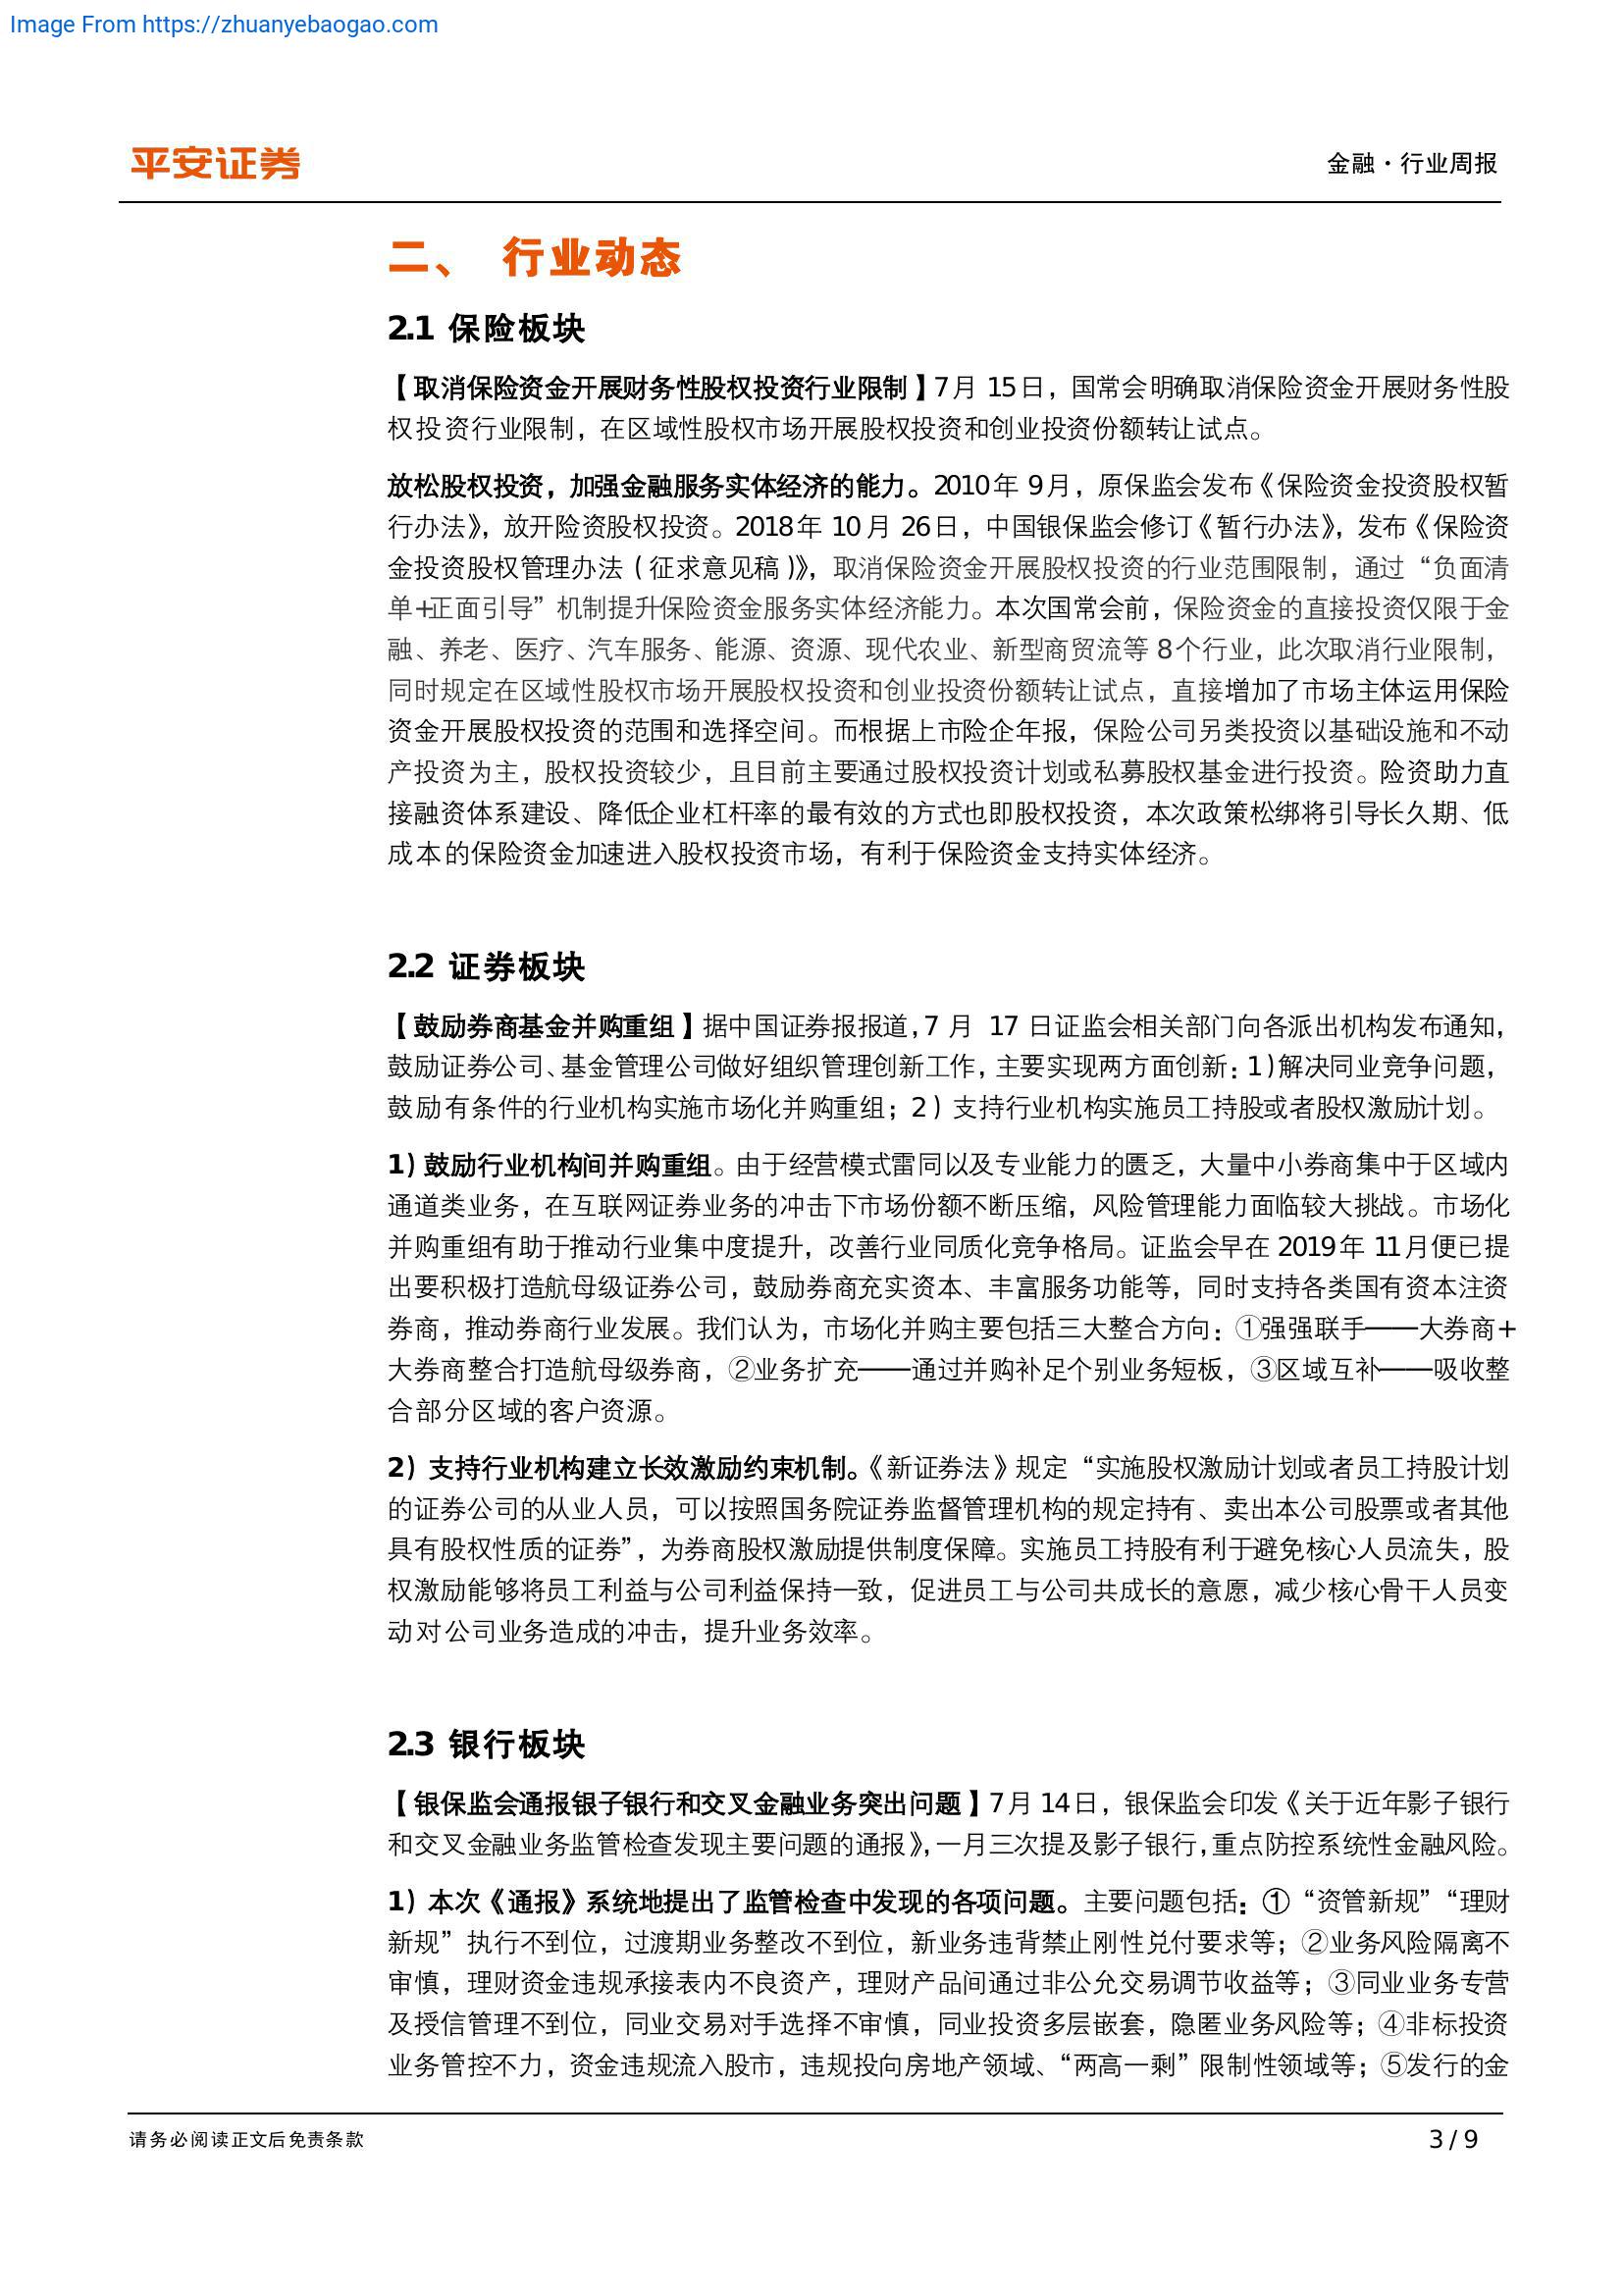 Image From https://zhuanyebaogao.com
平安证券
金融·行业周报
二、 行业动态
2.1 保险板块
【取消保险资金开展财务性股权投资行业限制】7月 15日，国常会明确取消保险资金开展财务性股
权投资行业限制，在区域性股权市场开展股权投资和创业投资份额转让试点。
放松股权投资，加强金融服务实体经济的能力。2010年 9月，原保监会发布《保险资金投资股权暂
行办法》，放开险资股权投资。2018年 10月 26日，中国银保监会修订《暂行办法》，发布《保险资
金投资股权管理办法（征求意见稿）》，取消保险资金开展股权投资的行业范围限制，通过“负面清
单+正面引导”机制提升保险资金服务实体经济能力。本次国常会前，保险资金的直接投资仅限于金
融、养老、医疗、汽车服务、能源、资源、现代农业、新型商贸流等 8个行业，此次取消行业限制，
同时规定在区域性股权市场开展股权投资和创业投资份额转让试点，直接增加了市场主体运用保险
资金开展股权投资的范围和选择空间。而根据上市险企年报，保险公司另类投资以基础设施和不动
产投资为主，股权投资较少，且目前主要通过股权投资计划或私募股权基金进行投资。险资助力直
接融资体系建设、降低企业杠杆率的最有效的方式也即股权投资，本次政策松绑将引导长久期、低
成本的保险资金加速进入股权投资市场，有利于保险资金支持实体经济。
2.2 证券板块
【鼓励券商基金并购重组】据中国证券报报道，7 月 17 日证监会相关部门向各派出机构发布通知，
鼓励证券公司、基金管理公司做好组织管理创新工作，主要实现两方面创新：1)解决同业竞争问题，
鼓励有条件的行业机构实施市场化并购重组；2）支持行业机构实施员工持股或者股权激励计划。
1)鼓励行业机构间并购重组。由于经营模式雷同以及专业能力的匮乏，大量中小券商集中于区域内
通道类业务，在互联网证券业务的冲击下市场份额不断压缩，风险管理能力面临较大挑战。市场化
并购重组有助于推动行业集中度提升，改善行业同质化竞争格局。证监会早在 2019年 11月便已提
出要积极打造航母级证券公司，鼓励券商充实资本、丰富服务功能等，同时支持各类国有资本注资
券商，推动券商行业发展。我们认为，市场化并购主要包括三大整合方向：①强强联手——大券商+
大券商整合打造航母级券商，②业务扩充——通过并购补足个别业务短板，③区域互补——吸收整
合部分区域的客户资源。
2) 支持行业机构建立长效激励约束机制。《新证券法》规定“实施股权激励计划或者员工持股计划
的证券公司的从业人员，可以按照国务院证券监督管理机构的规定持有、卖出本公司股票或者其他
具有股权性质的证券”，为券商股权激励提供制度保障。实施员工持股有利于避免核心人员流失，股
权激励能够将员工利益与公司利益保持一致，促进员工与公司共成长的意愿，减少核心骨干人员变
动对公司业务造成的冲击，提升业务效率。
2.3 银行板块
【银保监会通报银子银行和交叉金融业务突出问题】7月14日，银保监会印发《关于近年影子银行
和交叉金融业务监管检查发现主要问题的通报》，一月三次提及影子银行，重点防控系统性金融风险。
1) 本次《通报》系统地提出了监管检查中发现的各项问题。主要问题包括：①“资管新规”“理财
新规”执行不到位，过渡期业务整改不到位，新业务违背禁止刚性兑付要求等；②业务风险隔离不
审慎，理财资金违规承接表内不良资产，理财产品间通过非公允交易调节收益等；③同业业务专营
及授信管理不到位，同业交易对手选择不审慎，同业投资多层嵌套，隐匿业务风险等；④非标投资
业务管控不力，资金违规流入股市，违规投向房地产领域、“两高一剩”限制性领域等；⑤发行的金
请务必阅读正文后免责条款
3 / 9